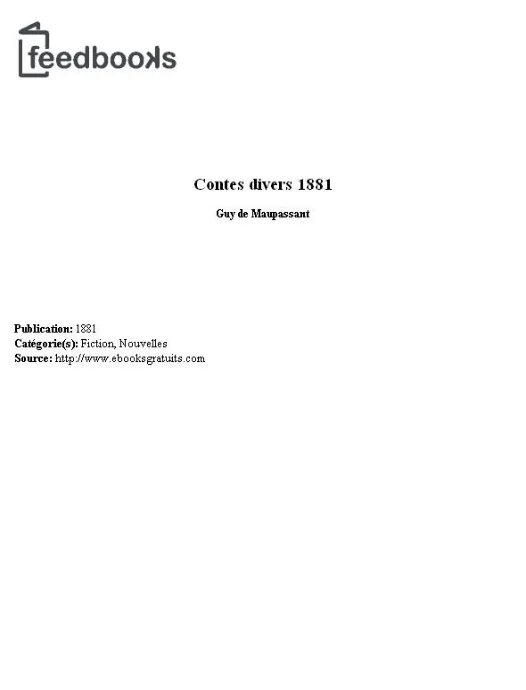 feedbooks
Contes divers 1881
Guy de Maupassant
Publication: 1881
Catégorie(s): Fiction, Nouvelles
Source: http://www.ebooksgratuits.com